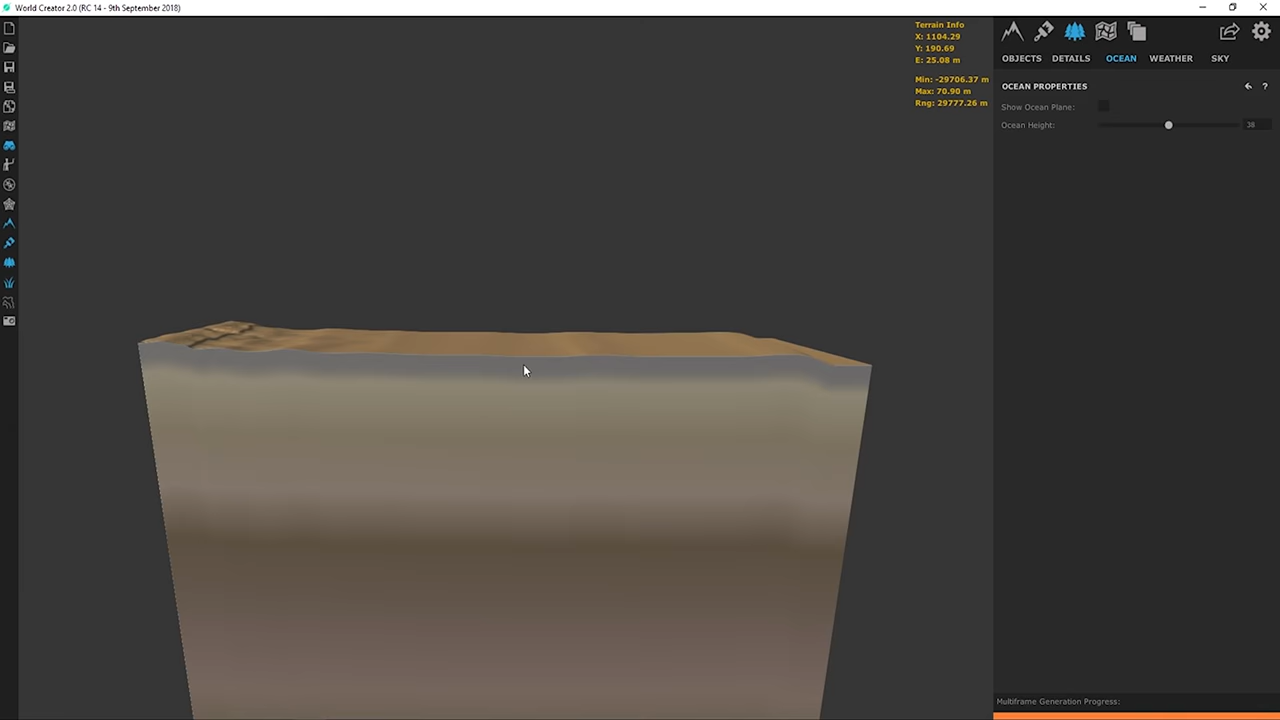 World Creator 2.0 (RC 14 - 9th September 2018)
Terrain Info
X: 1104.29
Y: 190.69
E: 25.08 m
Min: -29706.37 m
Max: 70.90 m
Rng: 29777.26 m
OBJECTS DETAILS OCEAN WEATHER SKY
OCEAN PROPERTIES ?
Show Ocean Plane:
Ocean Height: 38
Multiframe Generation Progress: